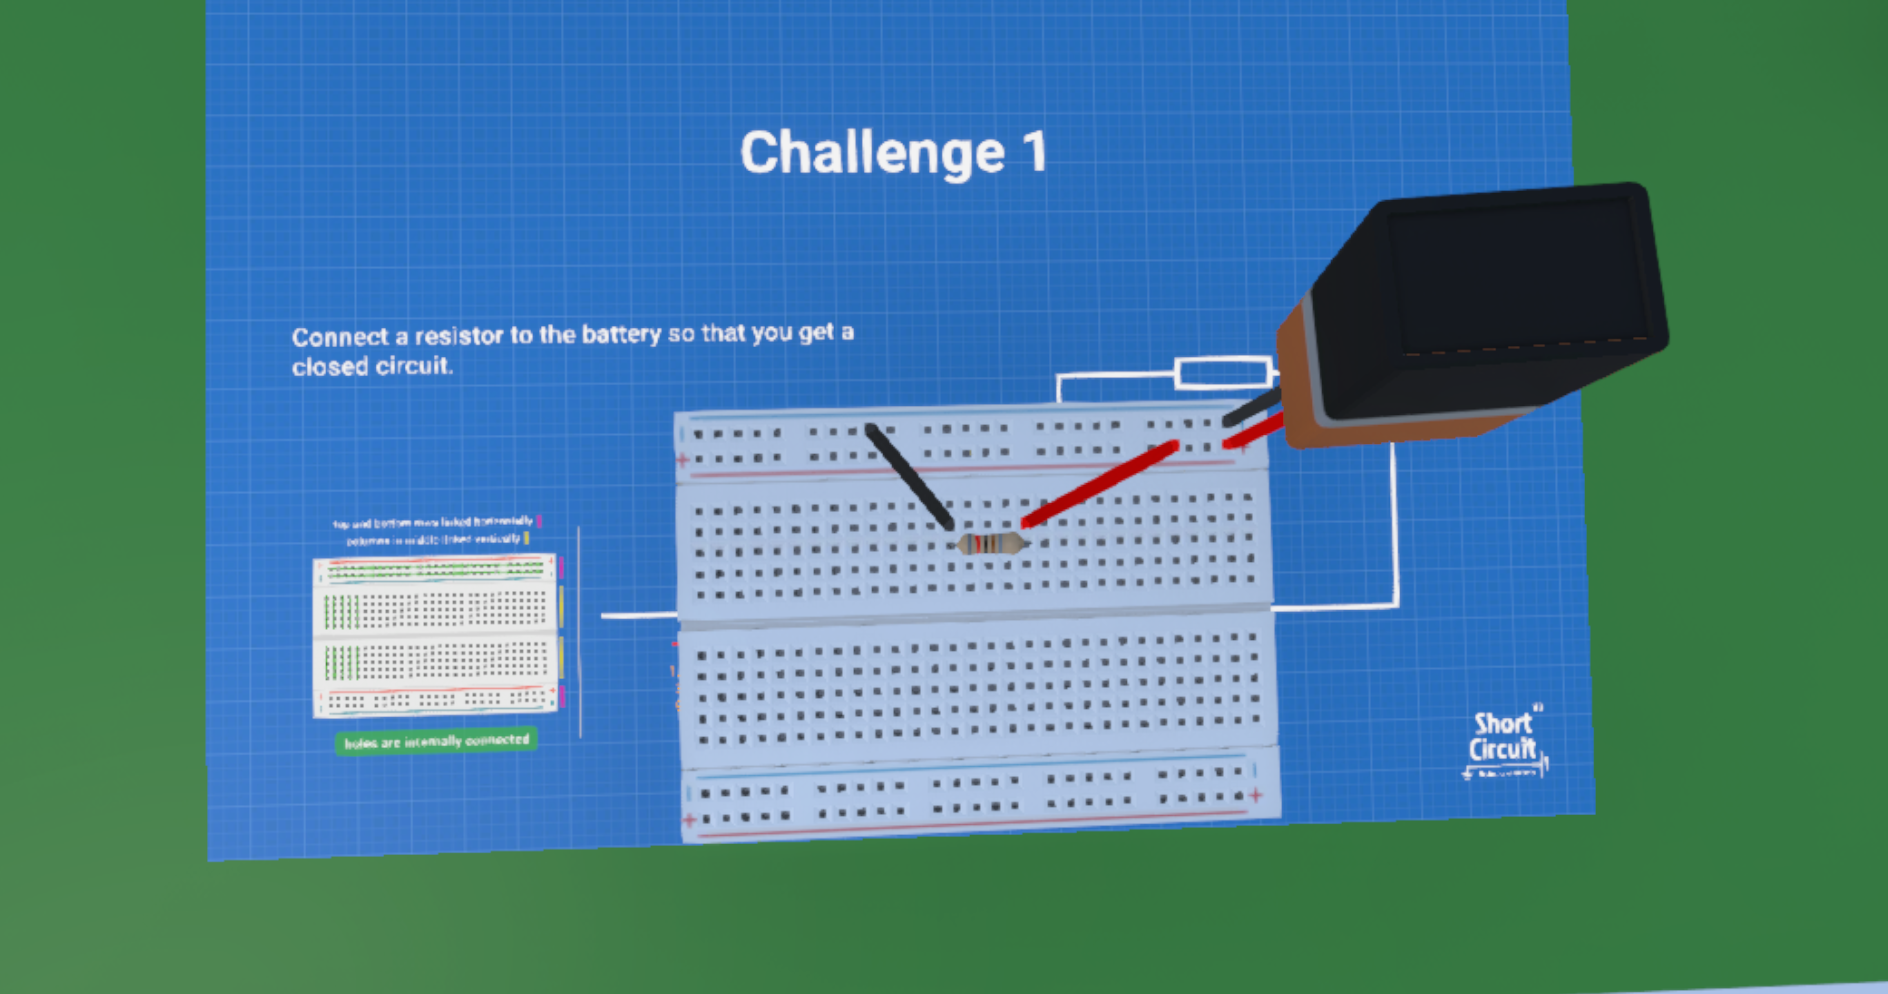 Challenge 1
Connect a resistor to the battery so that you get a
closed circuit.
top and bottom rows linked horizontally
columns in middle linked vertically
holes are internally connected
Short
Circuit